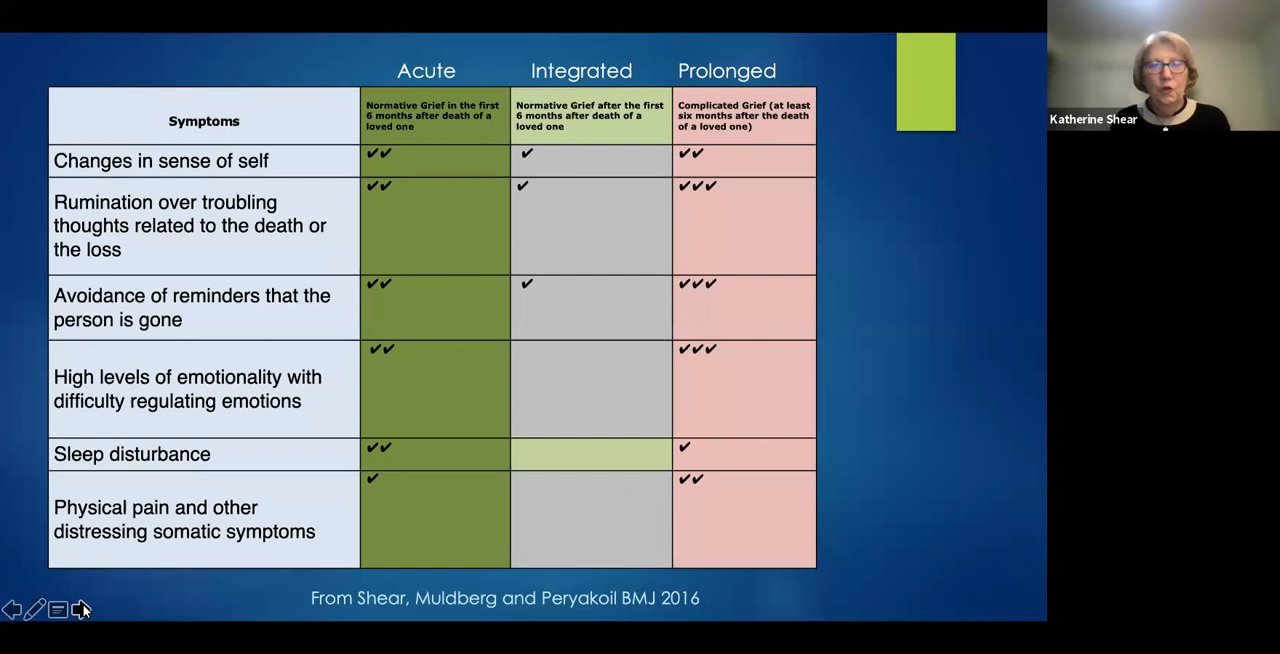 Acute Integrated Prolonged
Symptoms
Normative Grief in the first
6 months after death of a
loved one
Normative Grief after the first
6 months after death of a
loved one
Complicated Grief (at least
six months after the death
of a loved one)
Changes in sense of self ✔✔ ✔ ✔✔
Rumination over troubling
thoughts related to the death or
the loss
✔✔ ✔ ✔✔✔
Avoidance of reminders that the
person is gone
✔✔ ✔ ✔✔✔
High levels of emotionality with
difficulty regulating emotions
✔✔ ✔✔✔
Sleep disturbance ✔✔ ✔
Physical pain and other
distressing somatic symptoms
✔ ✔✔
From Shear, Muldberg and Peryakoil BMJ 2016
Katherine Shear